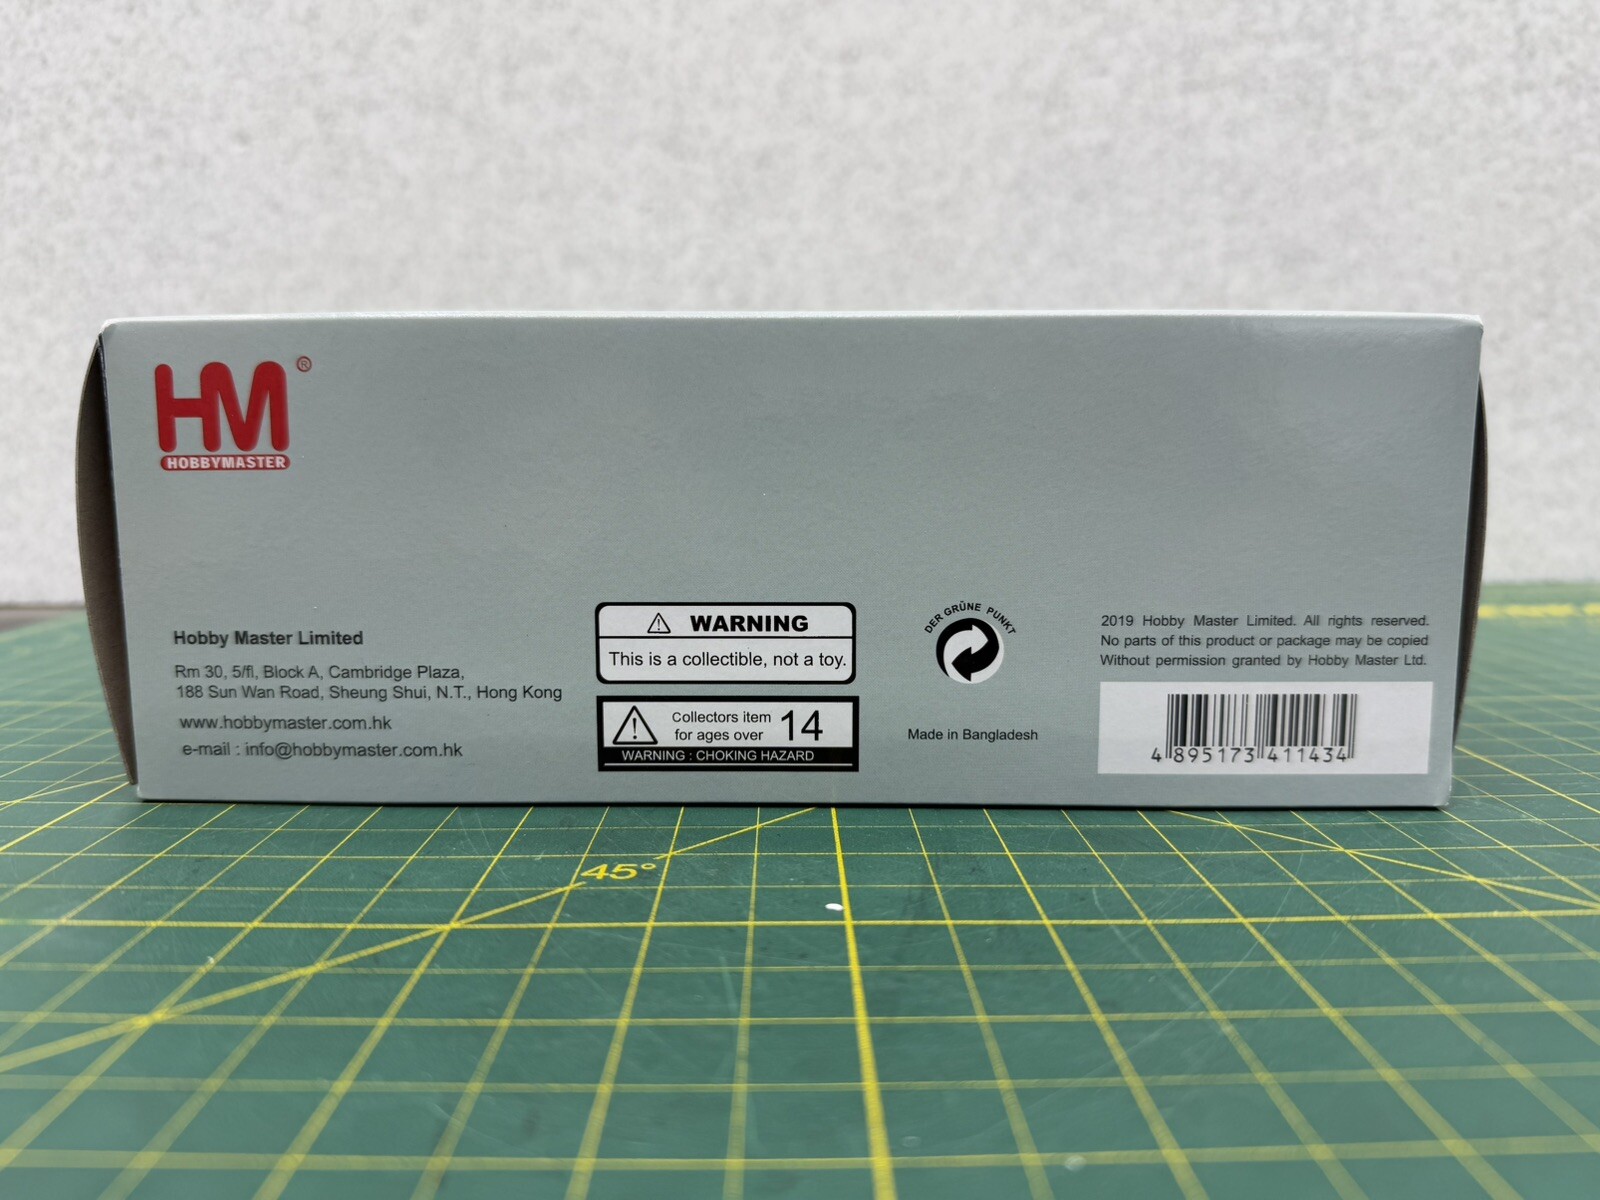 HM®
HOBBYMASTER
Hobby Master Limited
Rm 30, 5/fl, Block A, Cambridge Plaza,
188 Sun Wan Road, Sheung Shui, N.T., Hong Kong
www.hobbymaster.com.hk
e-mail : info@hobbymaster.com.hk
WARNING
This is a collectible, not a toy.
Collectors item
for ages over 14
WARNING : CHOKING HAZARD
DER GRÜNE PUNKT
Made in Bangladesh
2019 Hobby Master Limited. All rights reserved.
No parts of this product or package may be copied
Without permission granted by Hobby Master Ltd.
4 895173 411434
45°